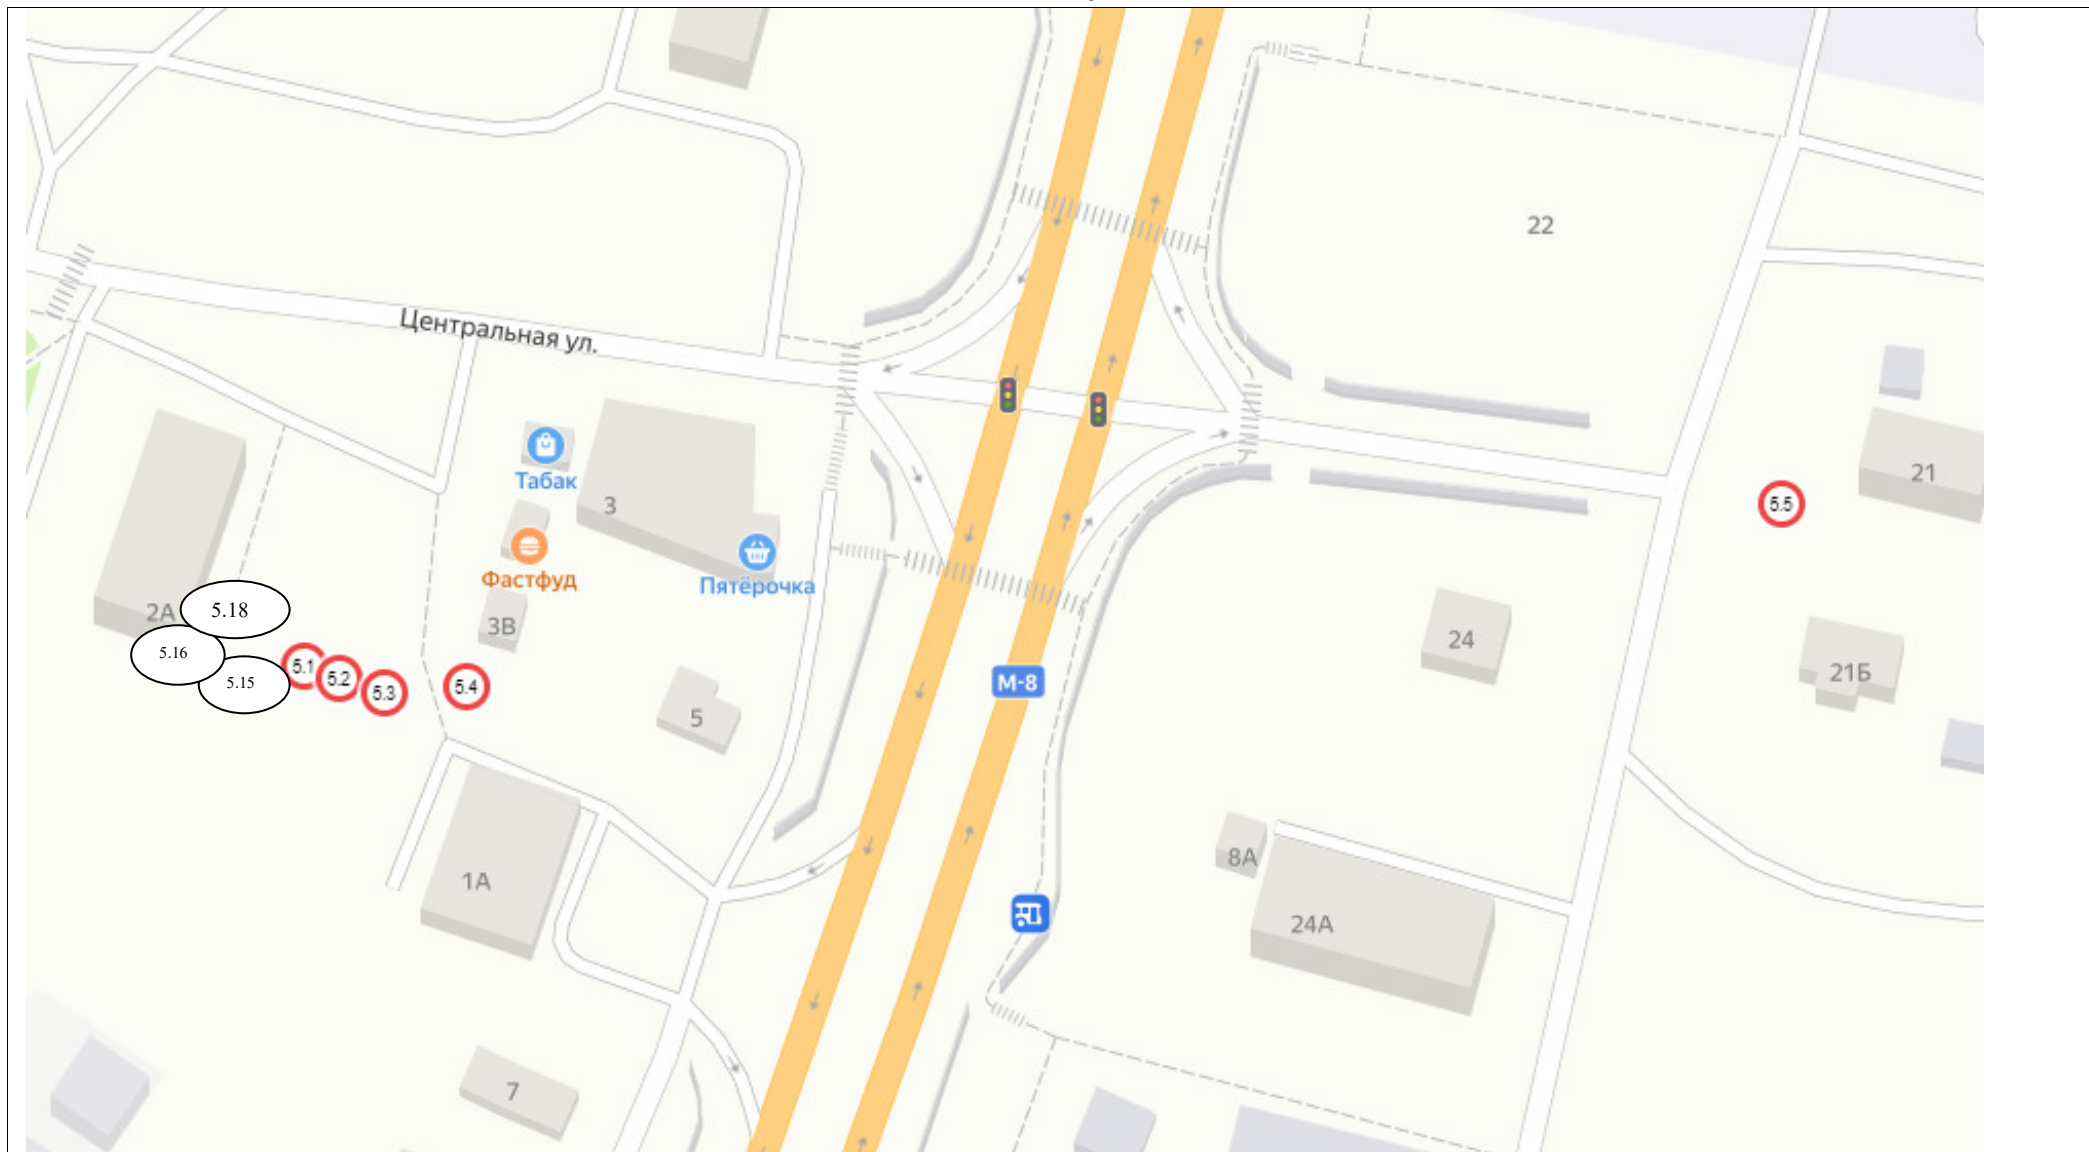 22
Центральная ул.
21
Табак
3
5.5
Фастфуд
Пятёрочка
2А
5.18
3В
24
5.16
5.1
5.2
5.3
5.4
5.15
М-8
21Б
5
8А
1А
24А
7